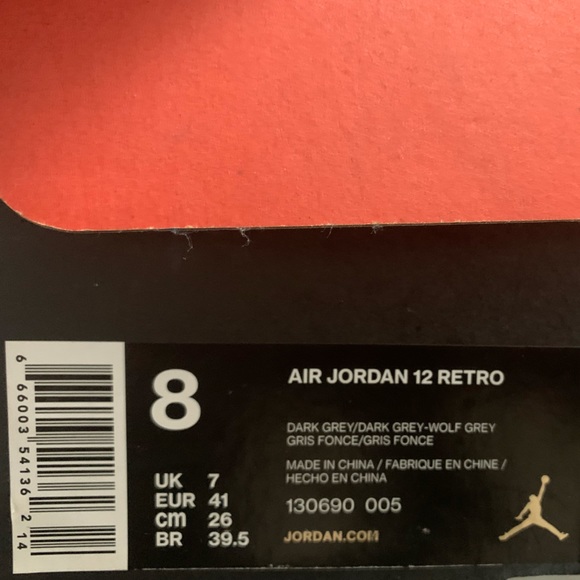 6 66003 54136 2 14
8
UK 7
EUR 41
cm 26
BR 39.5
AIR JORDAN 12 RETRO
DARK GREY/DARK GREY-WOLF GREY
GRIS FONCE/GRIS FONCE
MADE IN CHINA / FABRIQUE EN CHINE /
HECHO EN CHINA
130690 005
JORDAN.COM